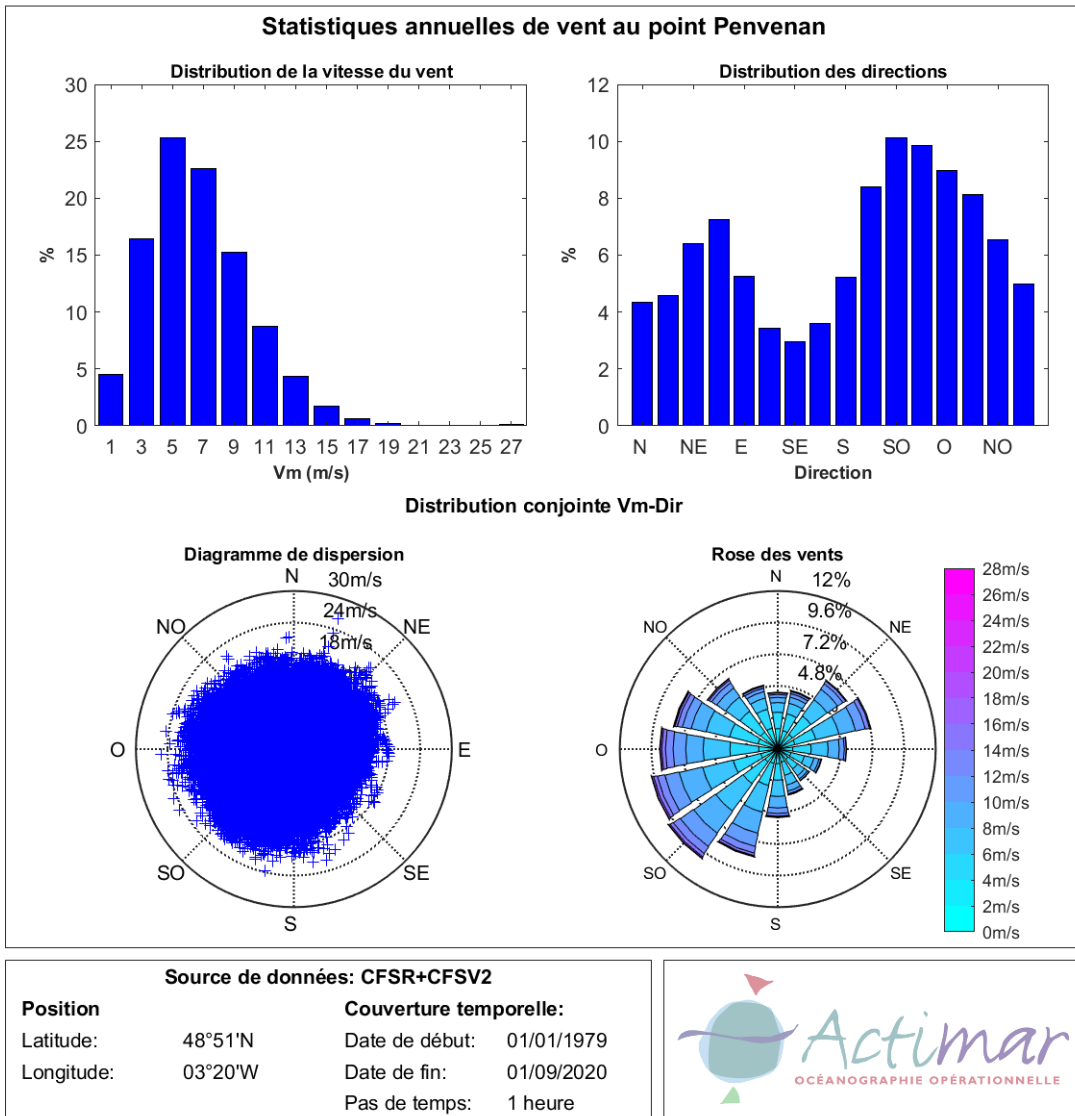 Statistiques annuelles de vent au point Penvenan
Distribution de la vitesse du vent
30
25
20
15
10
5
0
%
1 3 5 7 9 11 13 15 17 19 21 23 25 27
Vm (m/s)
Distribution des directions
12
10
8
6
4
2
0
%
N NE E SE S SO O NO
Direction
Distribution conjointe Vm-Dir
Diagramme de dispersion
N
30m/s
24m/s
18m/s
NO
NE
O
E
SO
SE
S
Rose des vents
N
12%
9.6%
7.2%
4.8%
NO
NE
O
SO
SE
S
28m/s
26m/s
24m/s
22m/s
20m/s
18m/s
16m/s
14m/s
12m/s
10m/s
8m/s
6m/s
4m/s
2m/s
0m/s
Source de données: CFSR+CFSV2
Position
Latitude: 48°51'N
Longitude: 03°20'W
Couverture temporelle:
Date de début: 01/01/1979
Date de fin: 01/09/2020
Pas de temps: 1 heure
Actimar
OCÉANOGRAPHIE OPÉRATIONNELLE